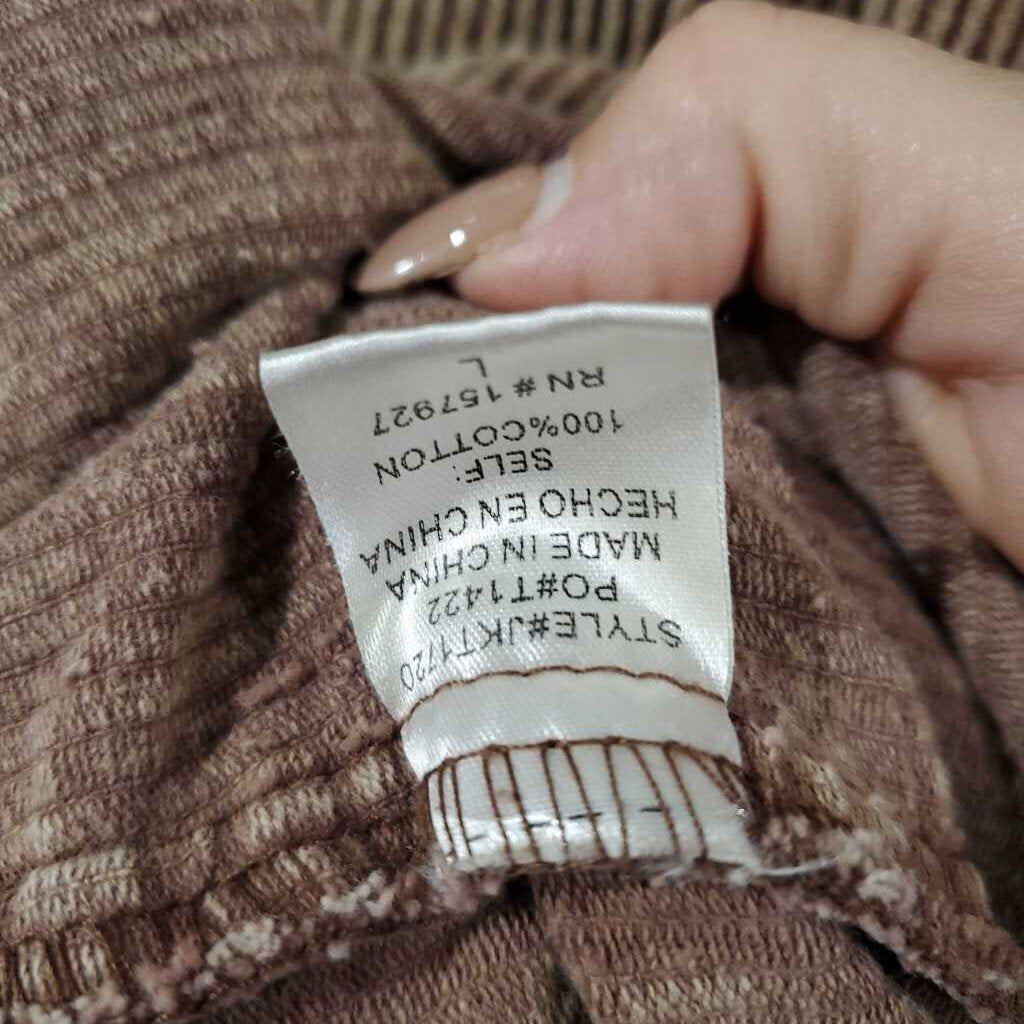 STYLE#JKT1720
PO#T1422
MADE IN CHINA
HECHO EN CHINA
SELF:
100%COTTON
RN # 157927
L